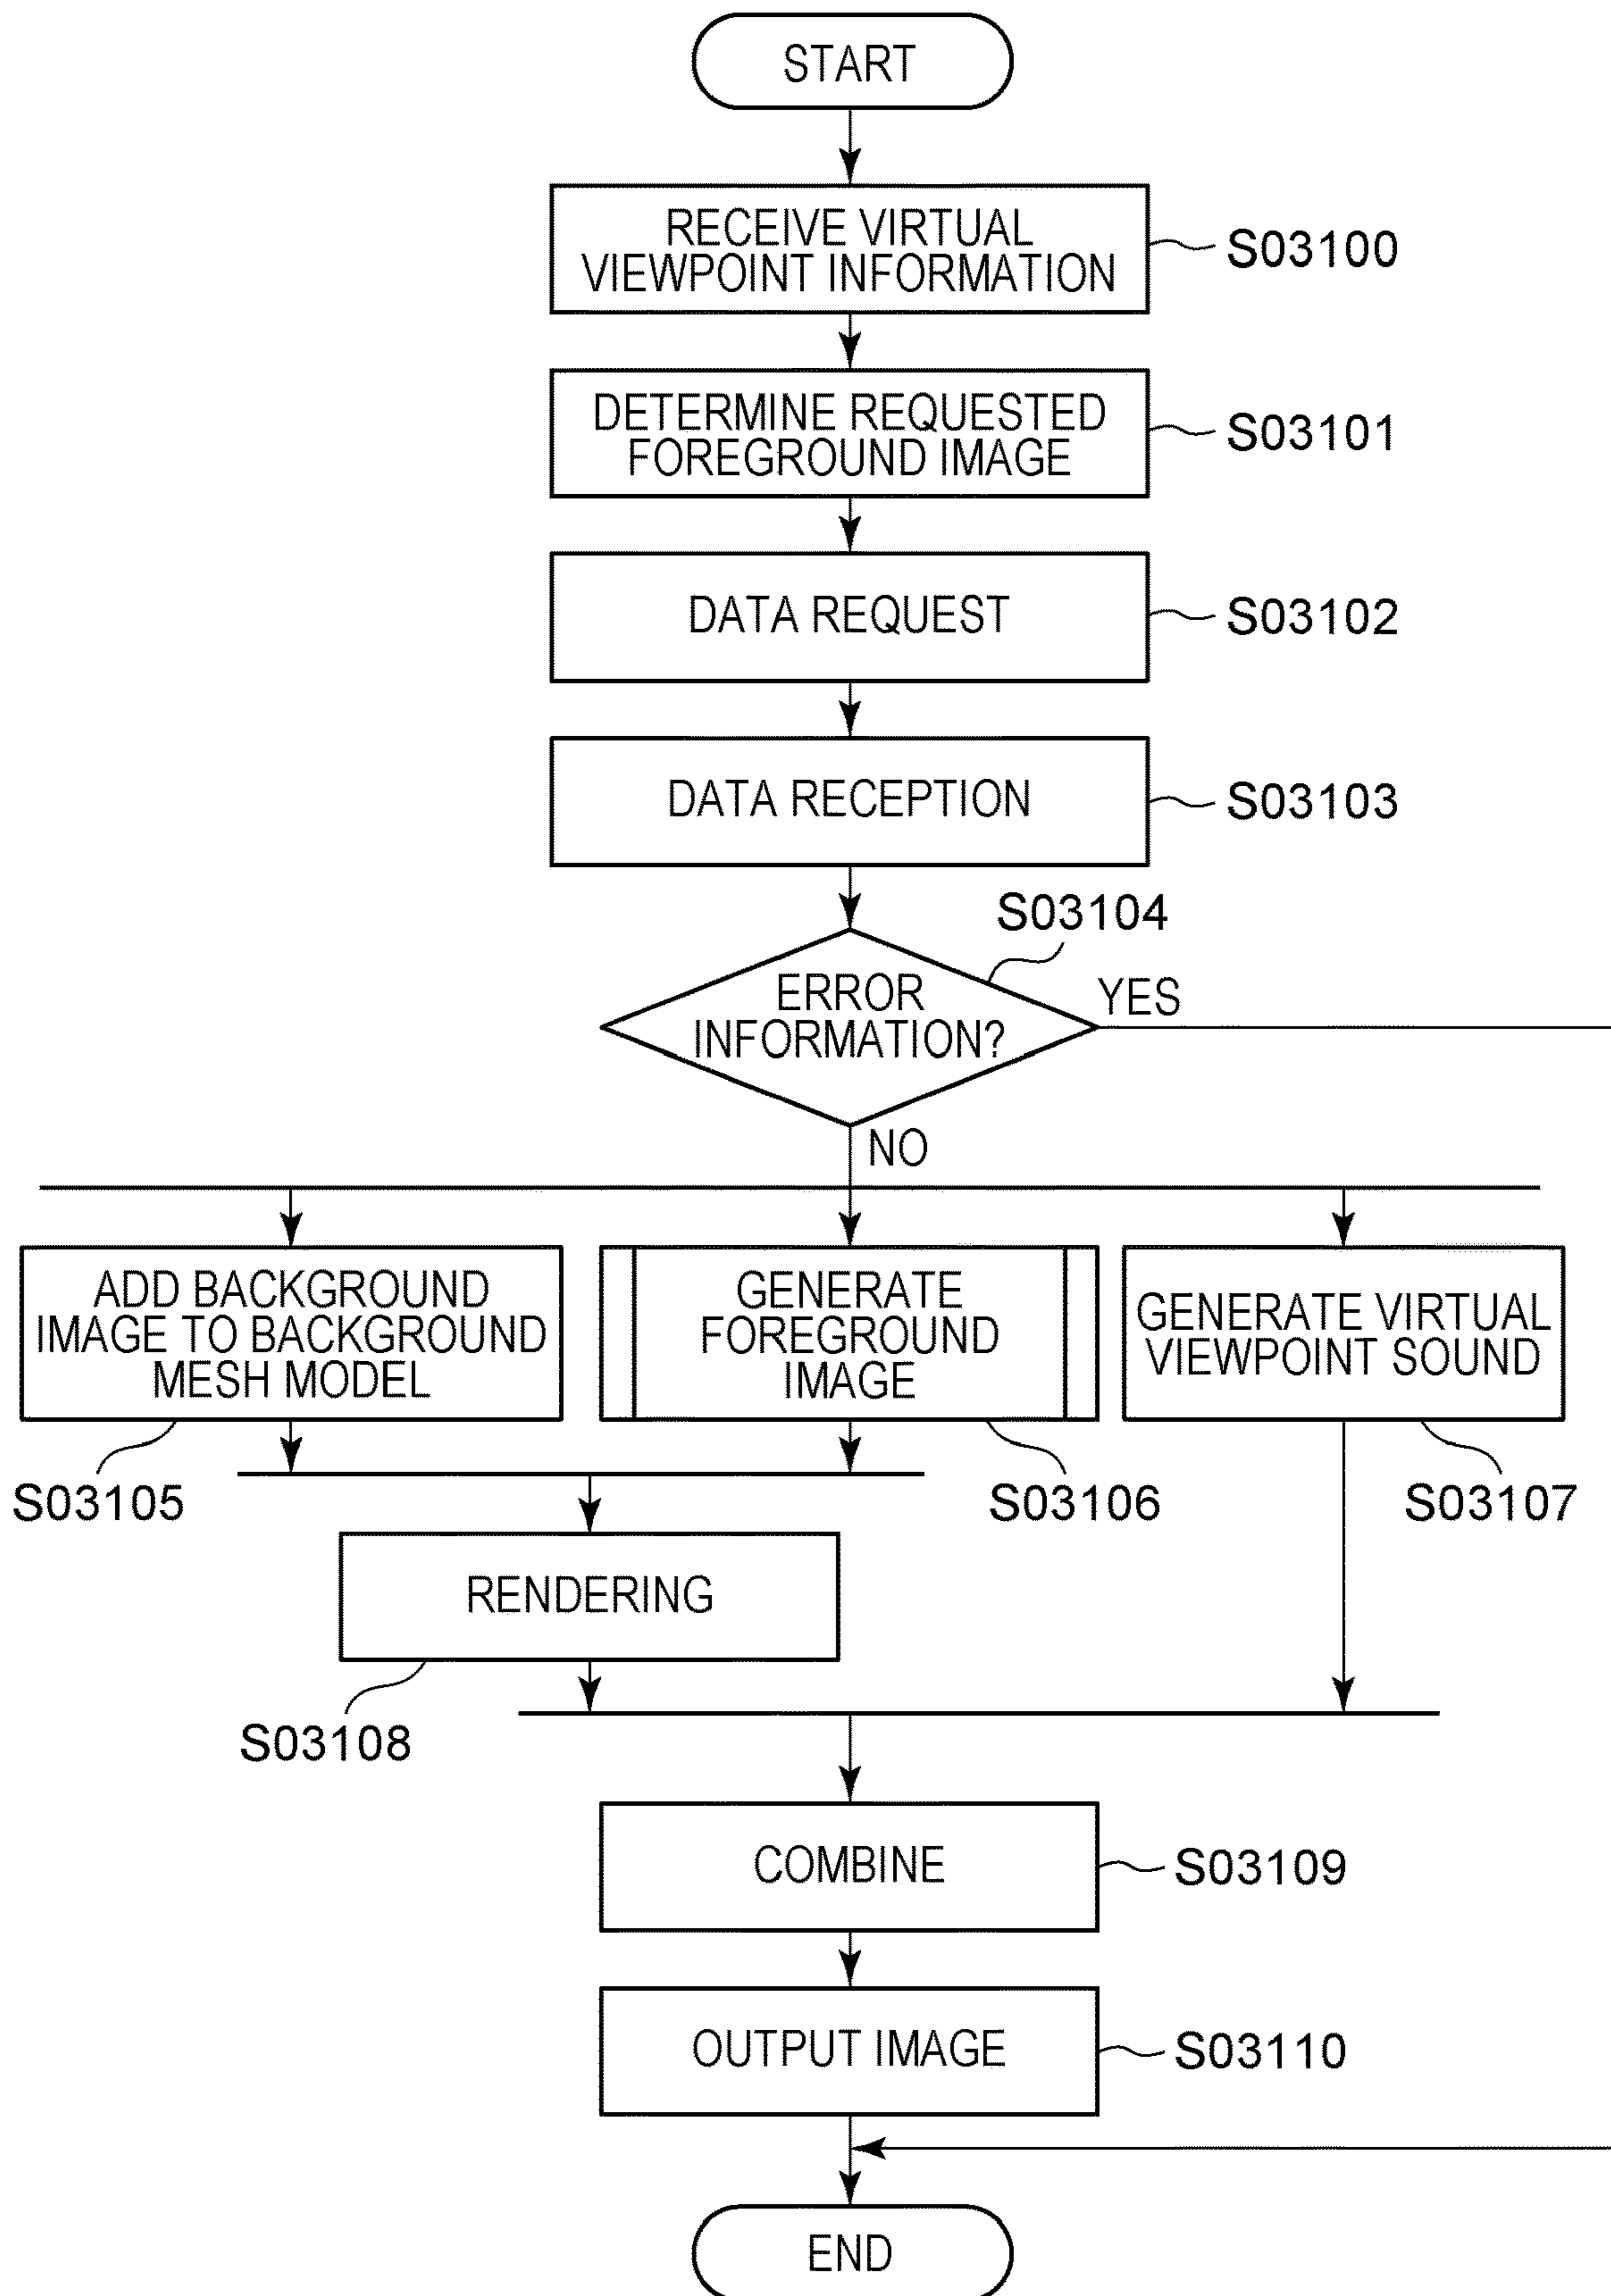 START
RECEIVE VIRTUAL
VIEWPOINT INFORMATION
S03100
DETERMINE REQUESTED
FOREGROUND IMAGE
S03101
DATA REQUEST
S03102
DATA RECEPTION
S03103
S03104
ERROR
INFORMATION?
YES
NO
ADD BACKGROUND
IMAGE TO BACKGROUND
MESH MODEL
GENERATE
FOREGROUND
IMAGE
GENERATE VIRTUAL
VIEWPOINT SOUND
S03105
S03106
S03107
RENDERING
S03108
COMBINE
S03109
OUTPUT IMAGE
S03110
END